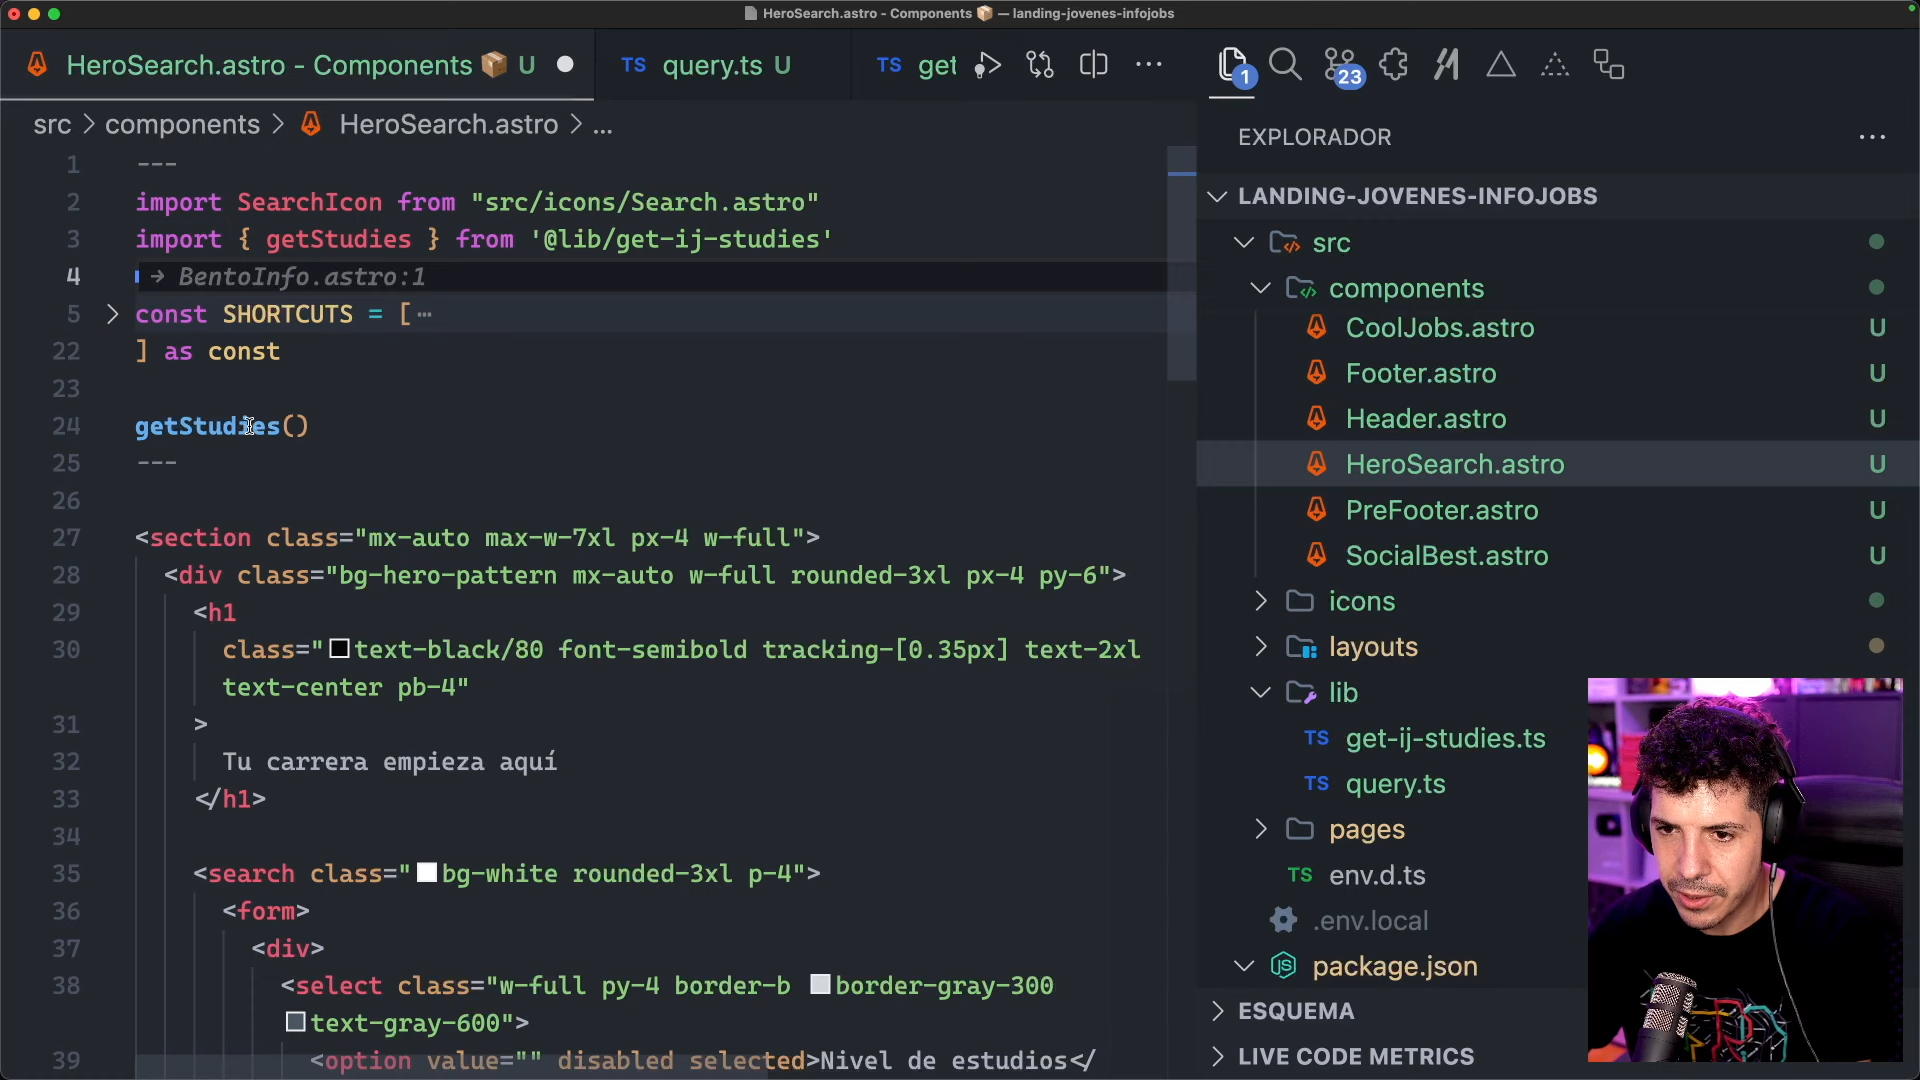 HeroSearch.astro - Components 📦 — landing-jovenes-infojobs
HeroSearch.astro - Components 📦 U
TS query.ts U
TS get
1
23
src > components > HeroSearch.astro > ...
1 ---
2 import SearchIcon from "src/icons/Search.astro"
3 import { getStudies } from '@lib/get-ij-studies'
4 → BentoInfo.astro:1
5 const SHORTCUTS = [ ⋯
22 ] as const
23
24 getStudies()
25 ---
26
27 <section class="mx-auto max-w-7xl px-4 w-full">
28 <div class="bg-hero-pattern mx-auto w-full rounded-3xl px-4 py-6">
29 <h1
30 class="text-black/80 font-semibold tracking-[0.35px] text-2xl
text-center pb-4"
31 >
32 Tu carrera empieza aquí
33 </h1>
34
35 <search class="bg-white rounded-3xl p-4">
36 <form>
37 <div>
38 <select class="w-full py-4 border-b border-gray-300
text-gray-600">
39 <option value="" disabled selected>Nivel de estudios</
EXPLORADOR
LANDING-JOVENES-INFOJOBS
src
components
CoolJobs.astro U
Footer.astro U
Header.astro U
HeroSearch.astro U
PreFooter.astro U
SocialBest.astro U
icons
layouts
lib
TS get-ij-studies.ts
TS query.ts
pages
TS env.d.ts
.env.local
package.json
ESQUEMA
LIVE CODE METRICS